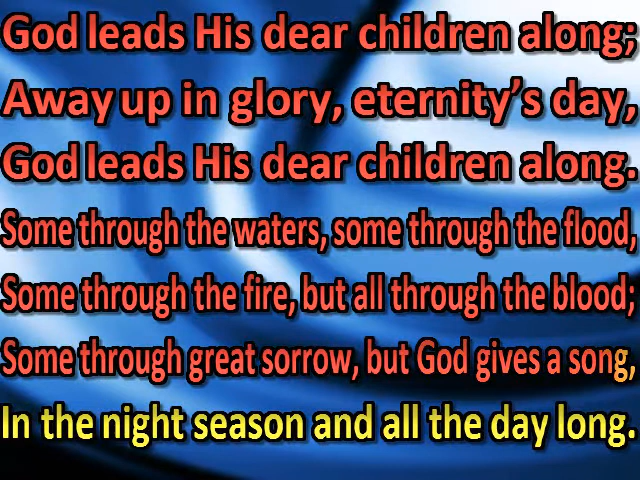 God leads His dear children along;
Away up in glory, eternity's day,
God leads His dear children along.
Some through the waters, some through the flood,
Some through the fire, but all through the blood;
Some through great sorrow, but God gives a song,
In the night season and all the day long.